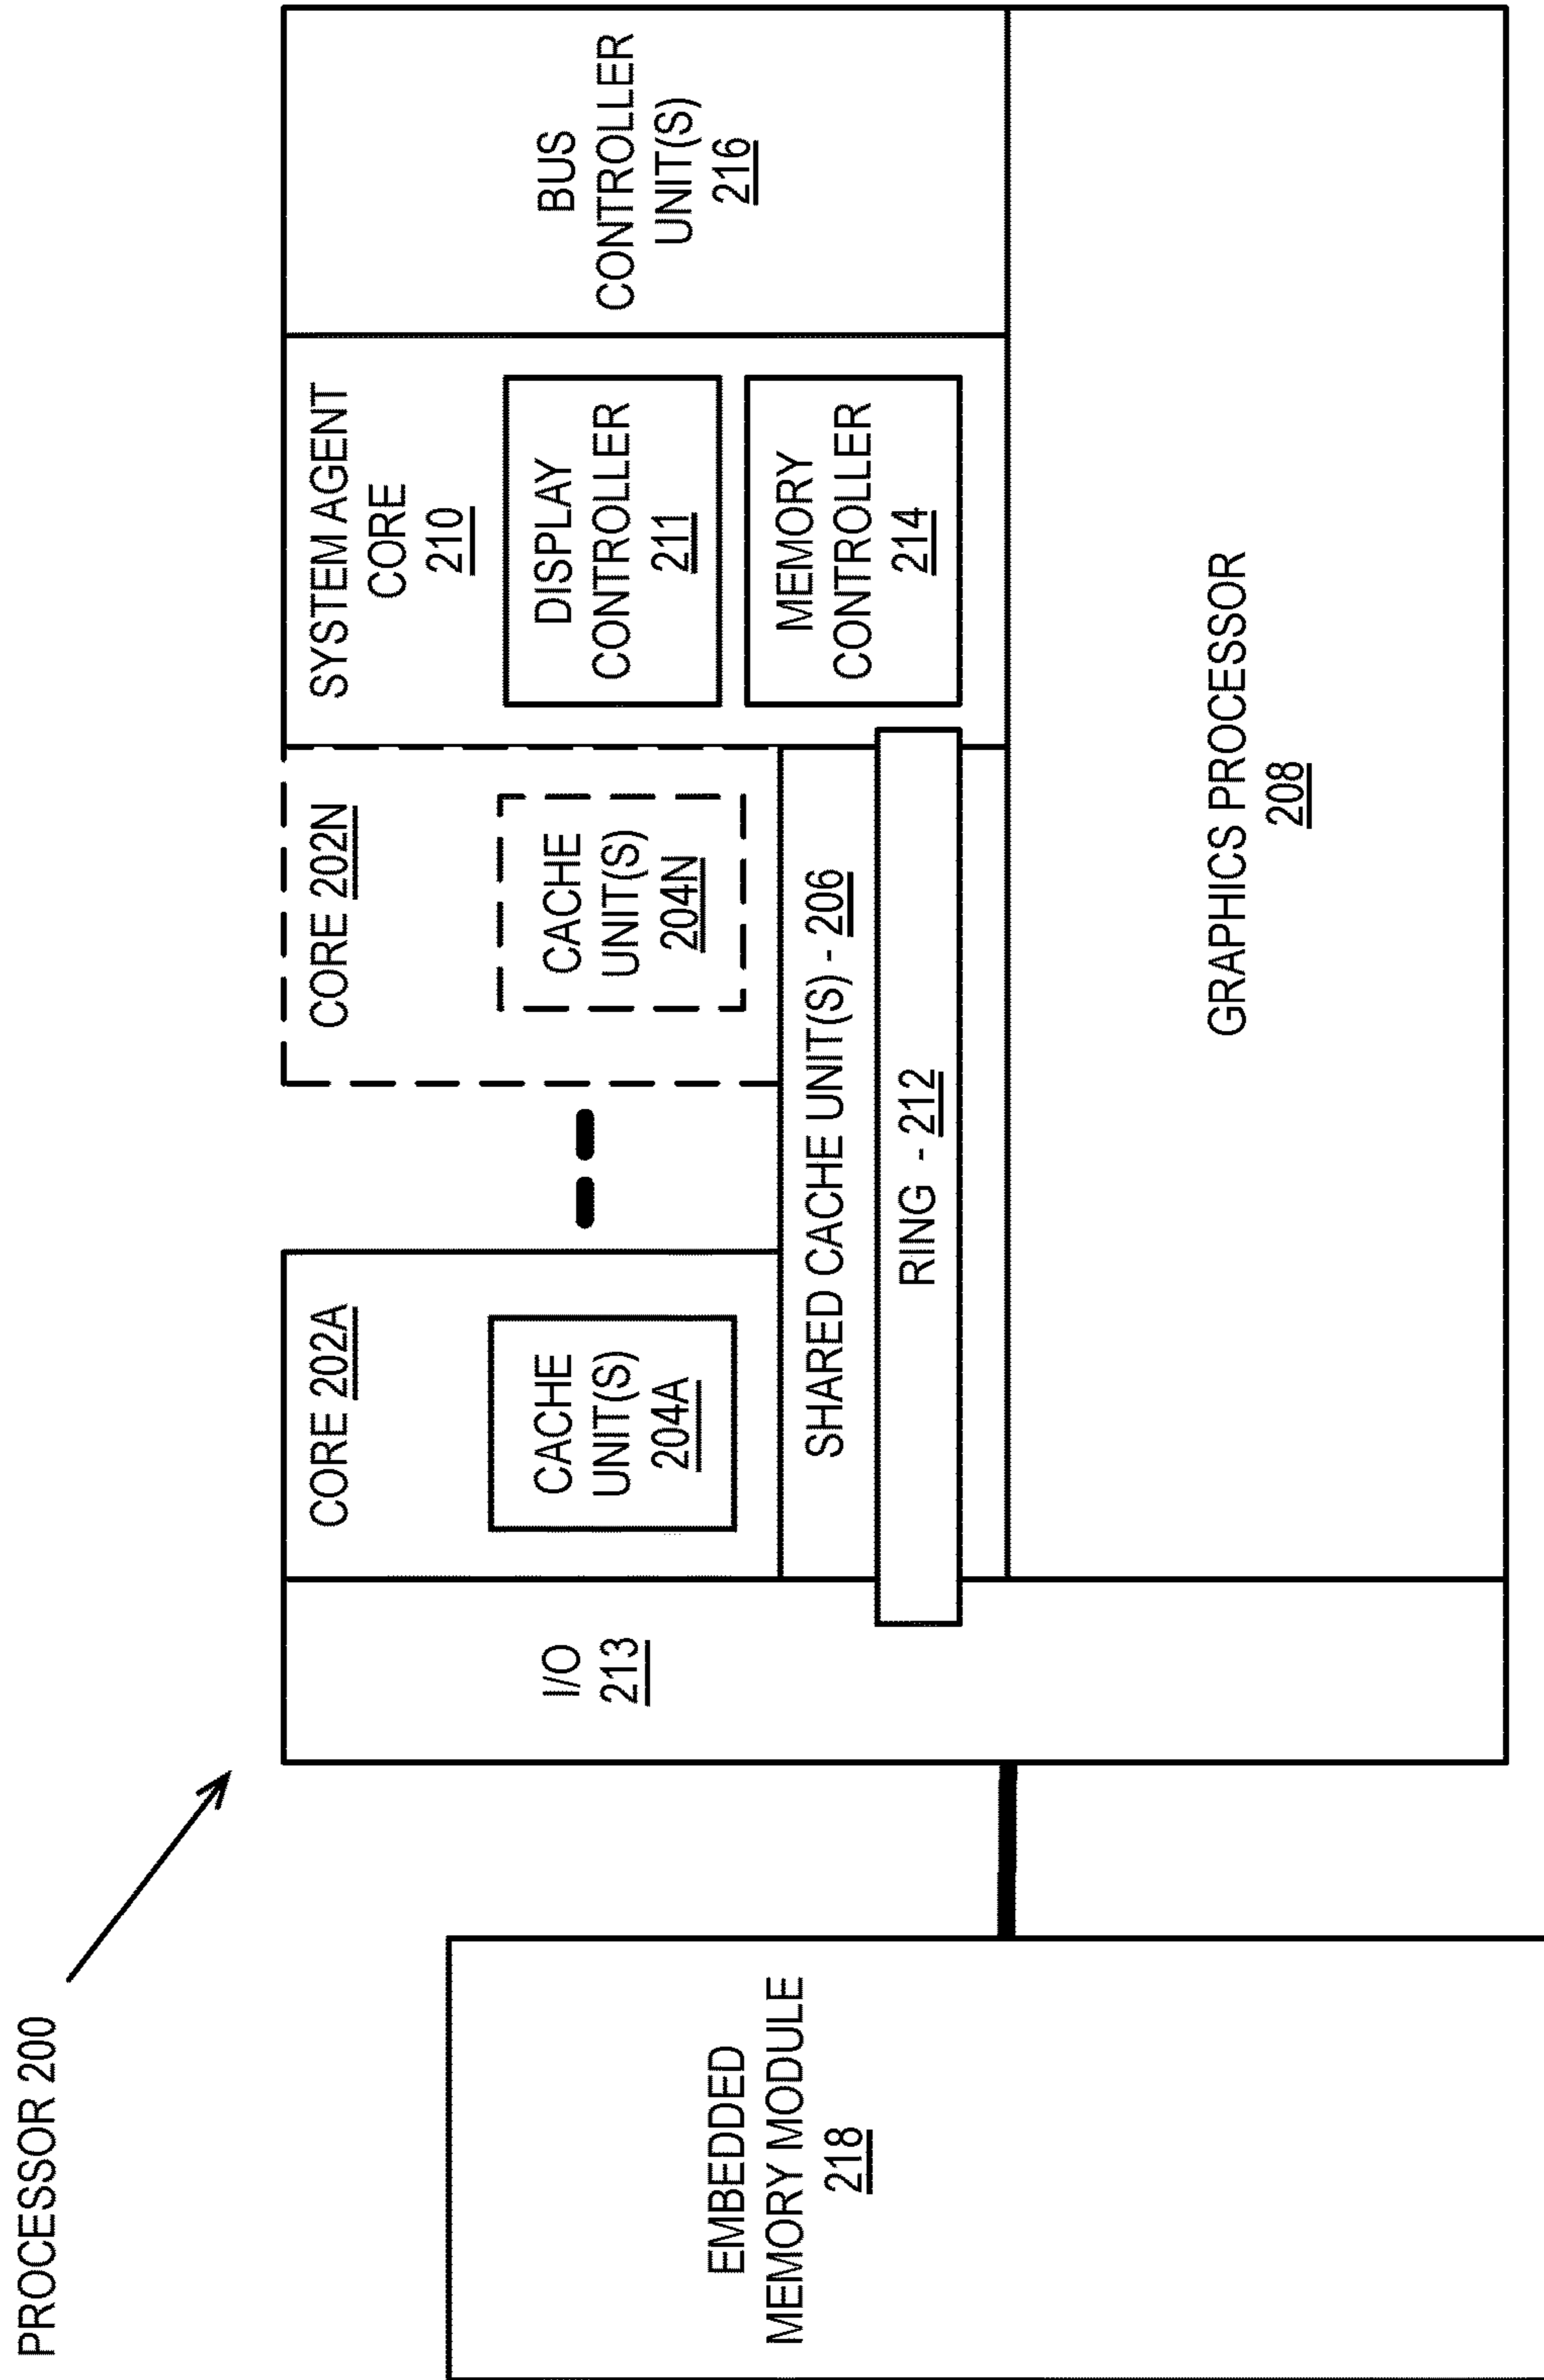 PROCESSOR 200
EMBEDDED
MEMORY MODULE
218
I/O
213
CORE 202A
CACHE
UNIT(S)
204A
CORE 202N
CACHE
UNIT(S)
204N
SHARED CACHE UNIT(S) - 206
RING - 212
SYSTEM AGENT
CORE
210
DISPLAY
CONTROLLER
211
MEMORY
CONTROLLER
214
BUS
CONTROLLER
UNIT(S)
216
GRAPHICS PROCESSOR
208